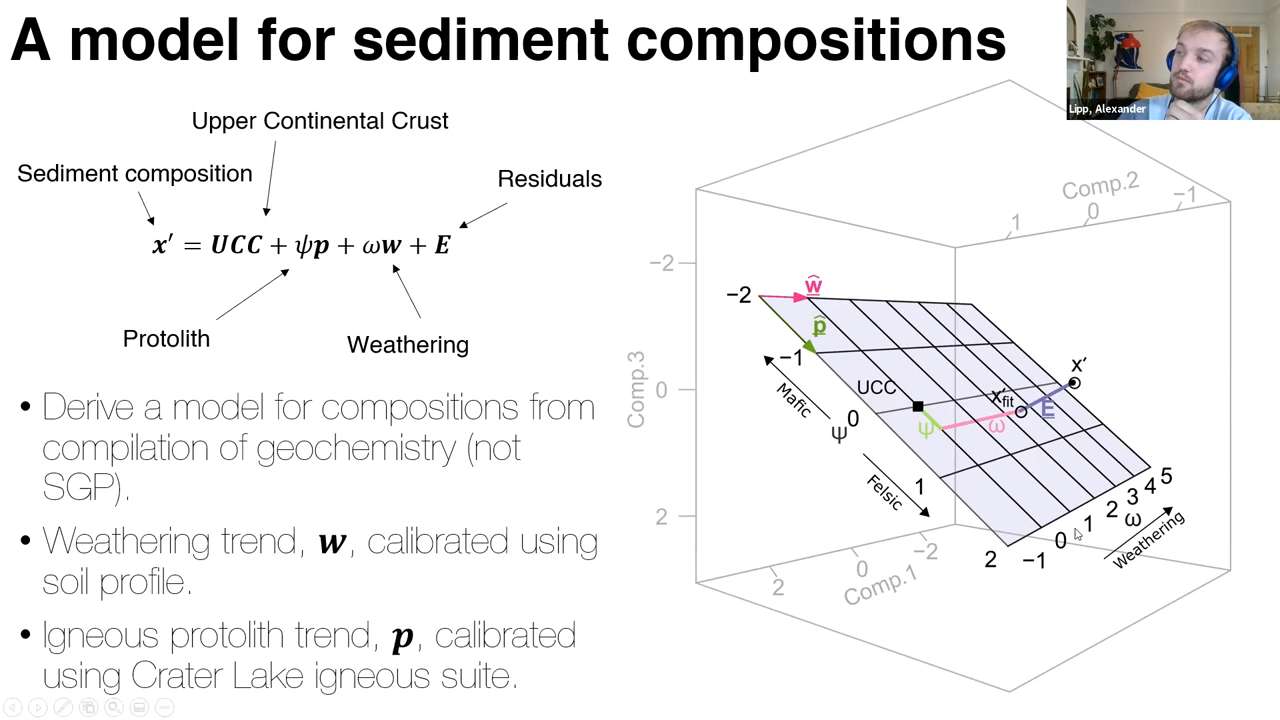 A model for sediment compositions
Lipp, Alexander
Upper Continental Crust
Sediment composition
Residuals
x′ = UCC + ψp + ωw + E
Protolith
Weathering
• Derive a model for compositions from
compilation of geochemistry (not
SGP).
• Weathering trend, w, calibrated using
soil profile.
• Igneous protolith trend, p, calibrated
using Crater Lake igneous suite.
Comp.2
1 0 −1
Comp.3
−2
0
2
Comp.1
2 0 −2
−2
−1
0
1
2
ŵ
p̂
Mafic
ψ
Felsic
UCC
ψ
ω
x′fit
E
x′
−1 0 1 2 3 4 5
ω
Weathering